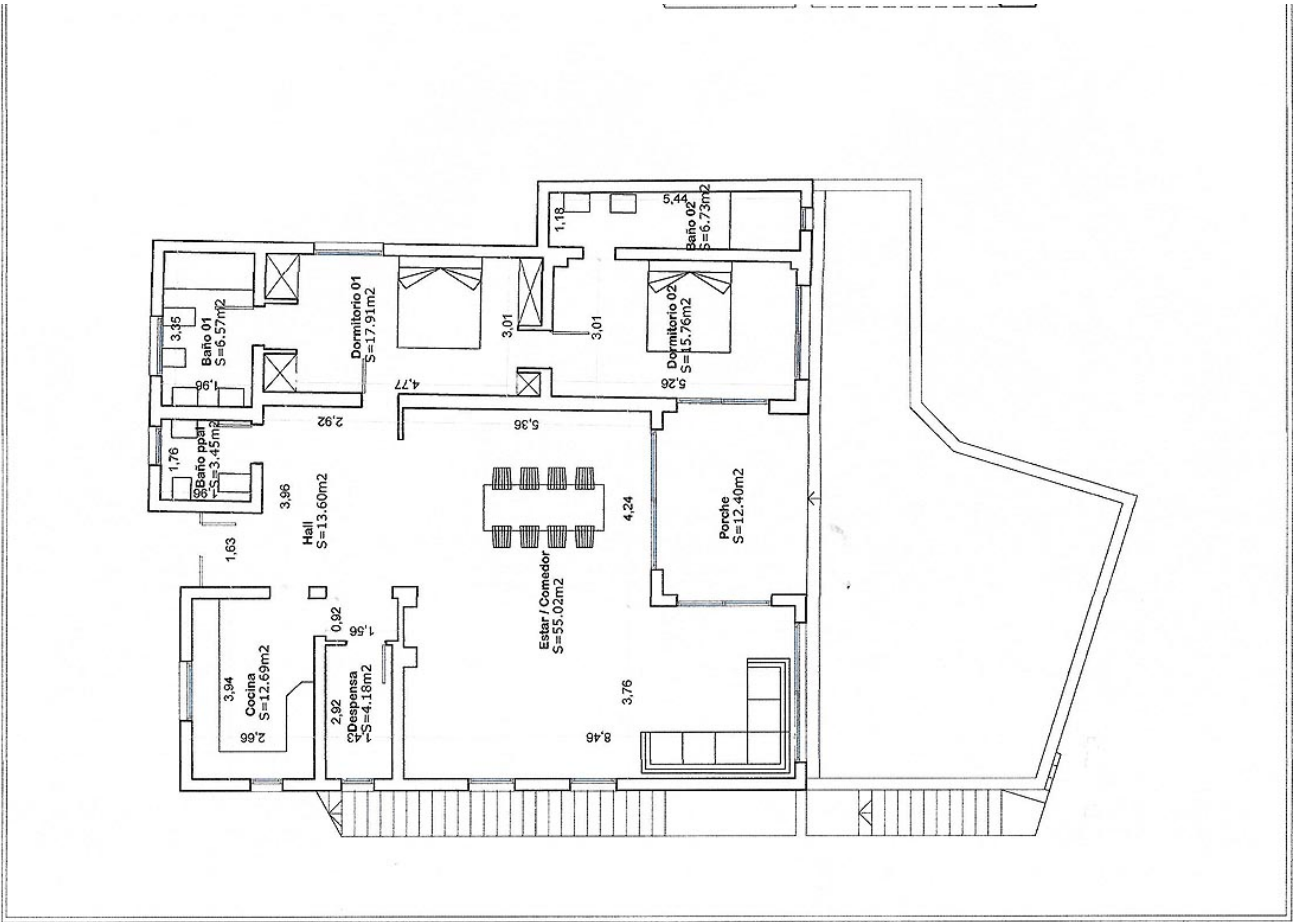 5,44
1,18
Baño 02
S=6.73m2
3,35
Baño 01
S=6.57m2
1,96
Dormitorio 01
S=17.91m2
3,01
4,77
3,01
Dormitorio 02
S=15.76m2
5,26
1,76
Baño ppal
S=3.45m2
1,96
2,92
3,96
Hall
S=13.60m2
1,63
5,36
4,24
Estar / Comedor
S=55.02m2
Porche
S=12.40m2
0,92
1,56
3,94
Cocina
S=12.69m2
2,66
2,92
Despensa
S=4.18m2
1,43
3,76
8,46